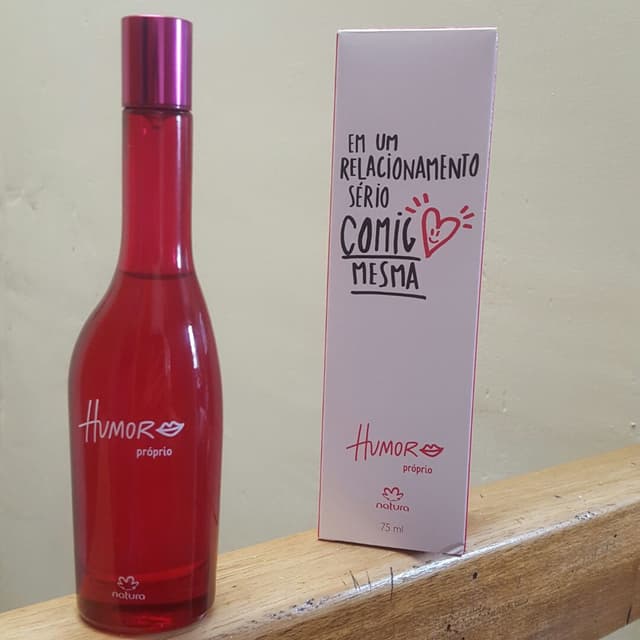 HUMOR
próprio
natura
EM UM
RELACIONAMENTO
SÉRIO
COMIG
MESMA
HUMOR
próprio
natura
75 ml